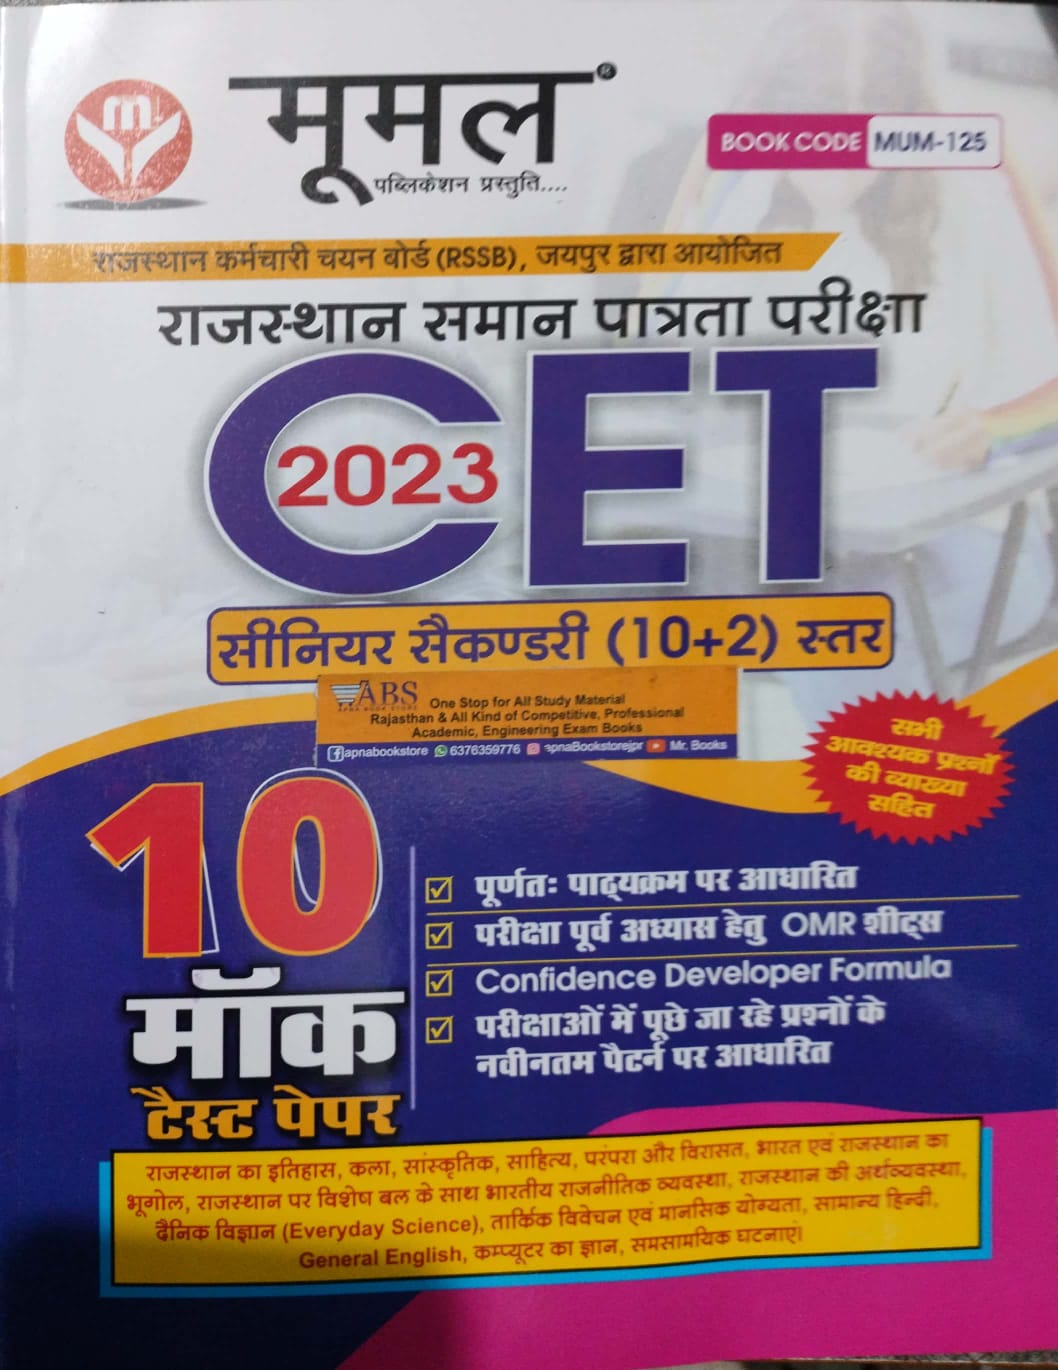 m
मूमल®
पब्लिकेशन प्रस्तुति....
BOOK CODE MUM-125
राजस्थान कर्मचारी चयन बोर्ड (RSSB), जयपुर द्वारा आयोजित
राजस्थान समान पात्रता परीक्षा
CET
2023
सीनियर सैकण्डरी (10+2) स्तर
ABS
APNA BOOK STORE
One Stop for All Study Material
Rajasthan & All Kind of Competitive, Professional
Academic, Engineering Exam Books
apnabookstore 6376359776 apnaBookstorejpr Mr. Books
सभी
आवश्यक प्रश्नों
की व्याख्या
सहित
10
मॉक
टैस्ट पेपर
पूर्णतः पाठ्यक्रम पर आधारित
परीक्षा पूर्व अभ्यास हेतु OMR शीट्स
Confidence Developer Formula
परीक्षाओं में पूछे जा रहे प्रश्नों के
नवीनतम पैटर्न पर आधारित
राजस्थान का इतिहास, कला, सांस्कृतिक, साहित्य, परंपरा और विरासत, भारत एवं राजस्थान का
भूगोल, राजस्थान पर विशेष बल के साथ भारतीय राजनीतिक व्यवस्था, राजस्थान की अर्थव्यवस्था,
दैनिक विज्ञान (Everyday Science), तार्किक विवेचन एवं मानसिक योग्यता, सामान्य हिन्दी,
General English, कम्प्यूटर का ज्ञान, समसामयिक घटनाएं।